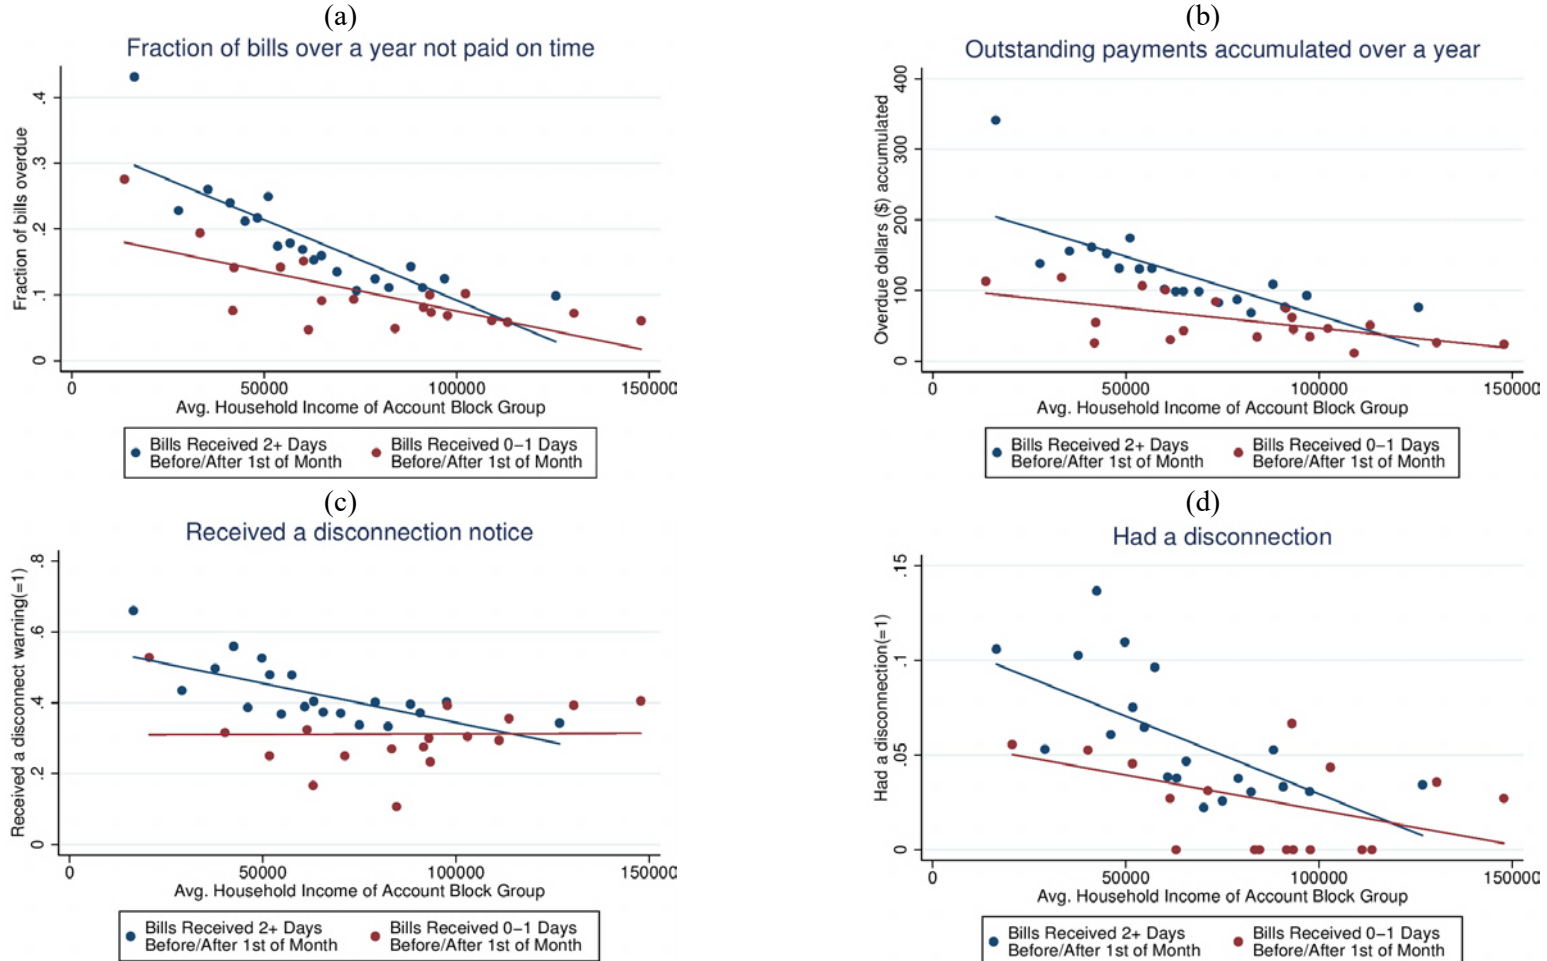 (a)
Fraction of bills over a year not paid on time
Fraction of bills overdue
.4
.3
.2
.1
0
0 50000 100000 150000
Avg. Household Income of Account Block Group
Bills Received 2+ Days Before/After 1st of Month
Bills Received 0−1 Days Before/After 1st of Month
(b)
Outstanding payments accumulated over a year
Overdue dollars ($) accumulated
400
300
200
100
0
0 50000 100000 150000
Avg. Household Income of Account Block Group
Bills Received 2+ Days
Before/After 1st of Month
Bills Received 0−1 Days
Before/After 1st of Month
(c)
Received a disconnection notice
Received a disconnect warning(=1)
.8
.6
.4
.2
0
0 50000 100000 150000
Avg. Household Income of Account Block Group
Bills Received 2+ Days
Before/After 1st of Month
Bills Received 0−1 Days
Before/After 1st of Month
(d)
Had a disconnection
Had a disconnection(=1)
.15
.1
.05
0
0 50000 100000 150000
Avg. Household Income of Account Block Group
Bills Received 2+ Days
Before/After 1st of Month
Bills Received 0−1 Days
Before/After 1st of Month